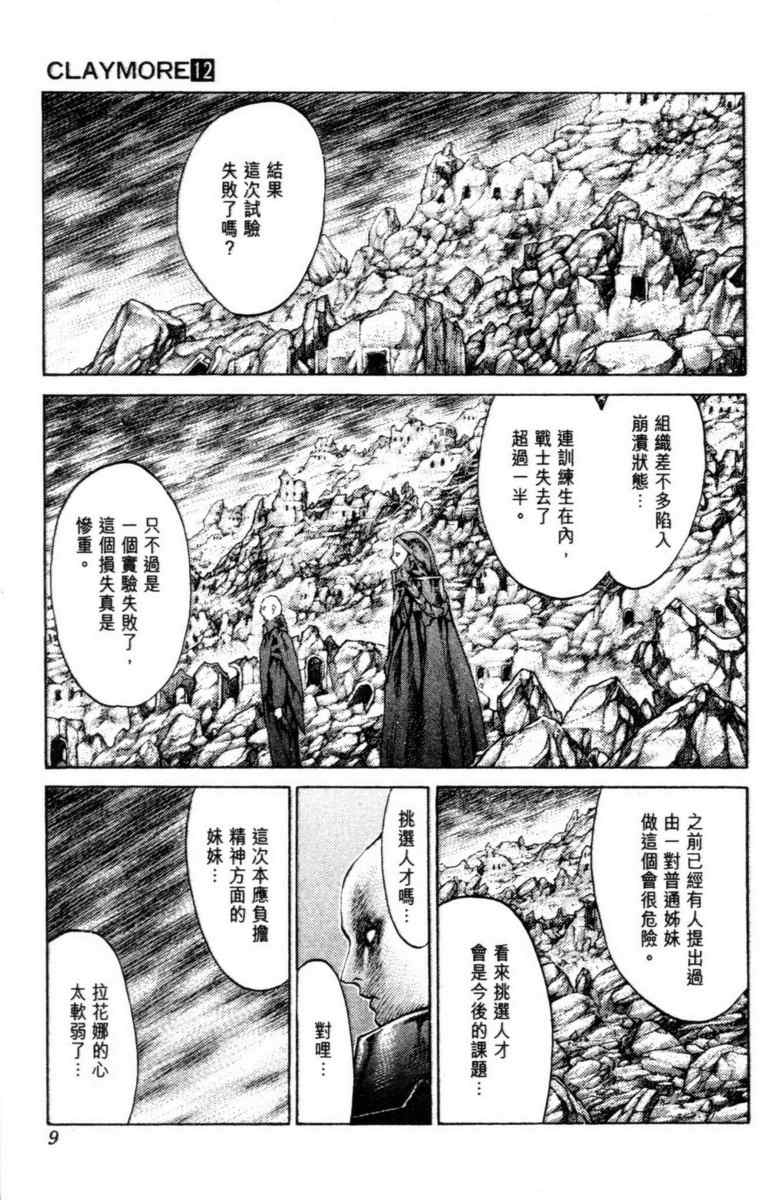 CLAYMORE 12
結果
這次試驗
失敗了嗎？
組織差不多陷入
崩潰狀態…
連訓練生在內，
戰士失去了
超過一半。
只不過是
一個實驗失敗了，
這個損失真是
慘重。
之前已經有人提出過
由一對普通姊妹
做這個會很危險。
看來挑選人才
會是今後的課題…
挑選人才嗎…
對哩…
這次本應負擔
精神方面的
妹妹…
拉花娜的心
太軟弱了…
9